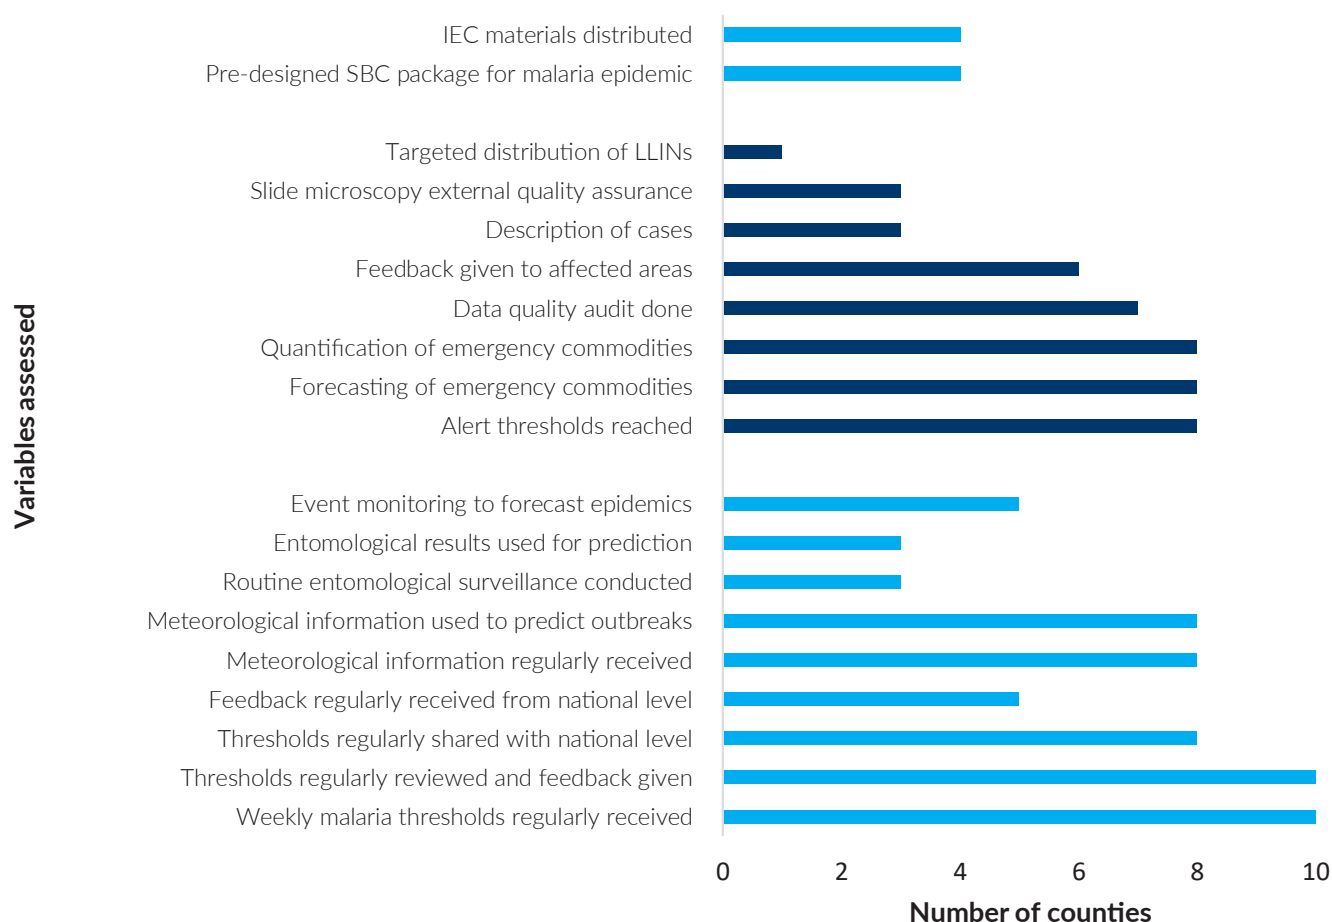 IEC materials distributed
Pre-designed SBC package for malaria epidemic
Targeted distribution of LLINs
Slide microscopy external quality assurance
Description of cases
Feedback given to affected areas
Data quality audit done
Quantification of emergency commodities
Forecasting of emergency commodities
Alert thresholds reached
Event monitoring to forecast epidemics
Entomological results used for prediction
Routine entomological surveillance conducted
Meteorological information used to predict outbreaks
Meteorological information regularly received
Feedback regularly received from national level
Thresholds regularly shared with national level
Thresholds regularly reviewed and feedback given
Weekly malaria thresholds regularly received
Variables assessed
0 2 4 6 8 10
Number of counties